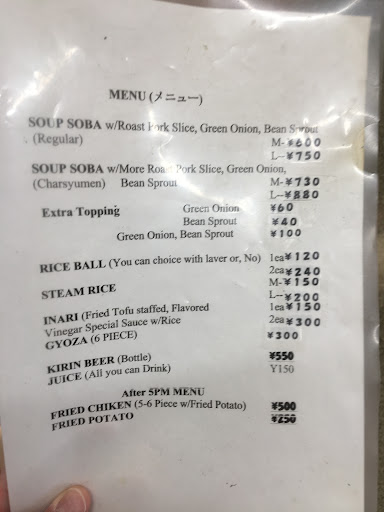 MENU (メニュー)
SOUP SOBA w/Roast Pork Slice, Green Onion, Bean Sprout
(Regular) M-¥600
L--¥750
SOUP SOBA w/More Roast Pork Slice, Green Onion,
(Charsyumen) Bean Sprout M-¥730
L--¥880
Extra Topping Green Onion ¥60
Bean Sprout ¥40
Green Onion, Bean Sprout ¥100
RICE BALL (You can choice with laver or, No) 1ea¥120
2ea¥240
STEAM RICE M-¥150
L--¥200
INARI (Fried Tofu staffed, Flavored 1ea¥150
Vinegar Special Sauce w/Rice 2ea¥300
GYOZA (6 PIECE) ¥300
KIRIN BEER (Bottle) ¥550
JUICE (All you can Drink) Y150
After 5PM MENU
FRIED CHIKEN (5-6 Piece w/Fried Potato) ¥500
FRIED POTATO ¥250